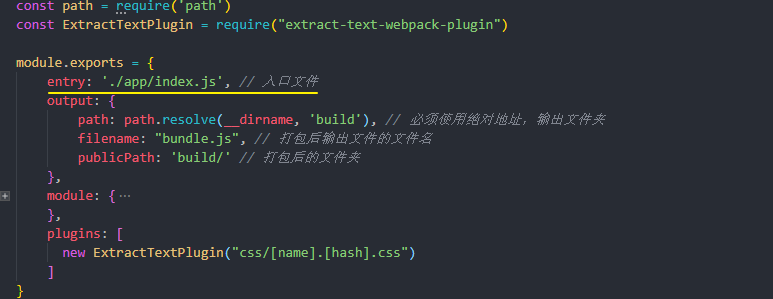 const path = require('path')
const ExtractTextPlugin = require("extract-text-webpack-plugin")
module.exports = {
entry: './app/index.js', // 入口文件
output: {
path: path.resolve(__dirname, 'build'), // 必须使用绝对地址，输出文件夹
filename: "bundle.js", // 打包后输出文件的文件名
publicPath: 'build/' // 打包后的文件夹
},
module: {…
},
plugins: [
new ExtractTextPlugin("css/[name].[hash].css")
]
}